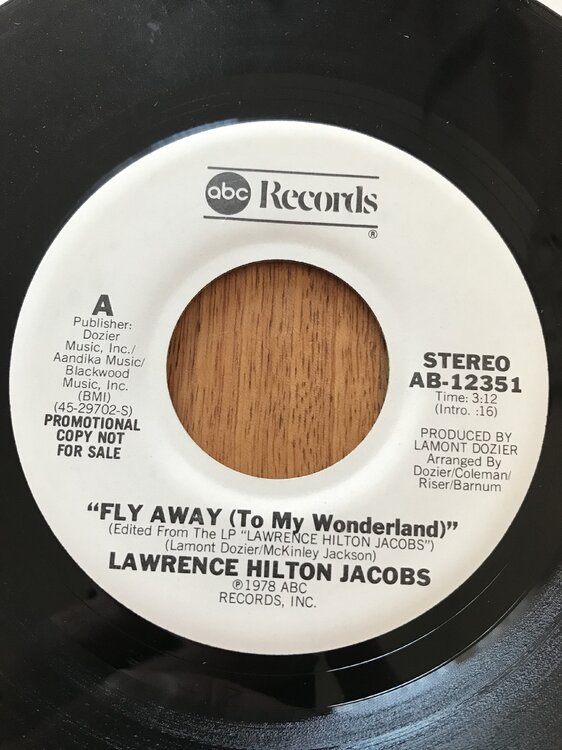 abc Records
®
A
Publisher:
Dozier
Music, Inc./
Aandika Music/
Blackwood
Music, Inc.
(BMI)
(45-29702-S)
PROMOTIONAL
COPY NOT
FOR SALE
STEREO
AB-12351
Time: 3:12
(Intro. :16)
PRODUCED BY
LAMONT DOZIER
Arranged By
Dozier/Coleman/
Riser/Barnum
"FLY AWAY (To My Wonderland)"
(Edited From The LP "LAWRENCE HILTON JACOBS")
(Lamont Dozier/McKinley Jackson)
LAWRENCE HILTON JACOBS
℗1978 ABC
RECORDS, INC.